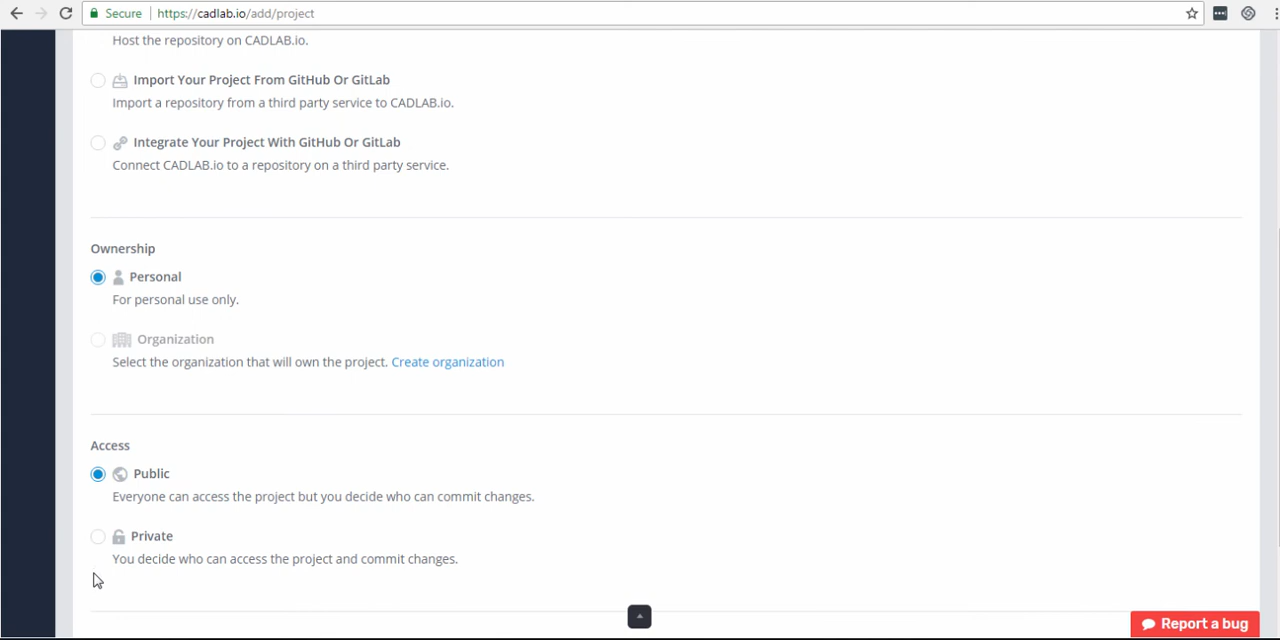 Secure https://cadlab.io/add/project
Host the repository on CADLAB.io.
Import Your Project From GitHub Or GitLab
Import a repository from a third party service to CADLAB.io.
Integrate Your Project With GitHub Or GitLab
Connect CADLAB.io to a repository on a third party service.
Ownership
Personal
For personal use only.
Organization
Select the organization that will own the project. Create organization
Access
Public
Everyone can access the project but you decide who can commit changes.
Private
You decide who can access the project and commit changes.
Report a bug